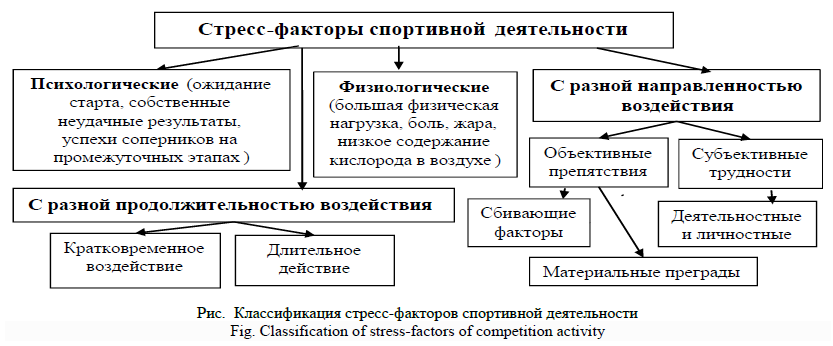 Стресс-факторы спортивной деятельности
Психологические (ожидание
старта, собственные
неудачные результаты,
успехи соперников на
промежуточных этапах )
Физиологические
(большая физическая
нагрузка, боль, жара,
низкое содержание
кислорода в воздухе )
С разной направленностью
воздействия
Объективные
препятствия
Субъективные
трудности
С разной продолжительностью воздействия
Сбивающие
факторы
Деятельностные
и личностные
Кратковременное
воздействие
Длительное
действие
Материальные преграды
Рис. Классификация стресс-факторов спортивной деятельности
Fig. Classification of stress-factors of competition activity